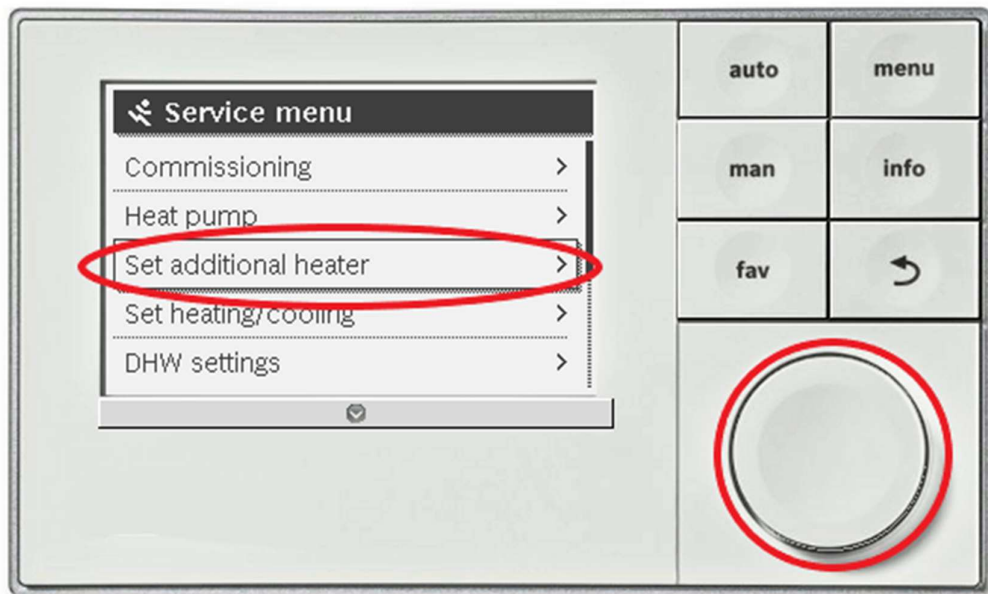 Service menu
Commissioning
Heat pump
Set additional heater
Set heating/cooling
DHW settings
auto
menu
man
info
fav